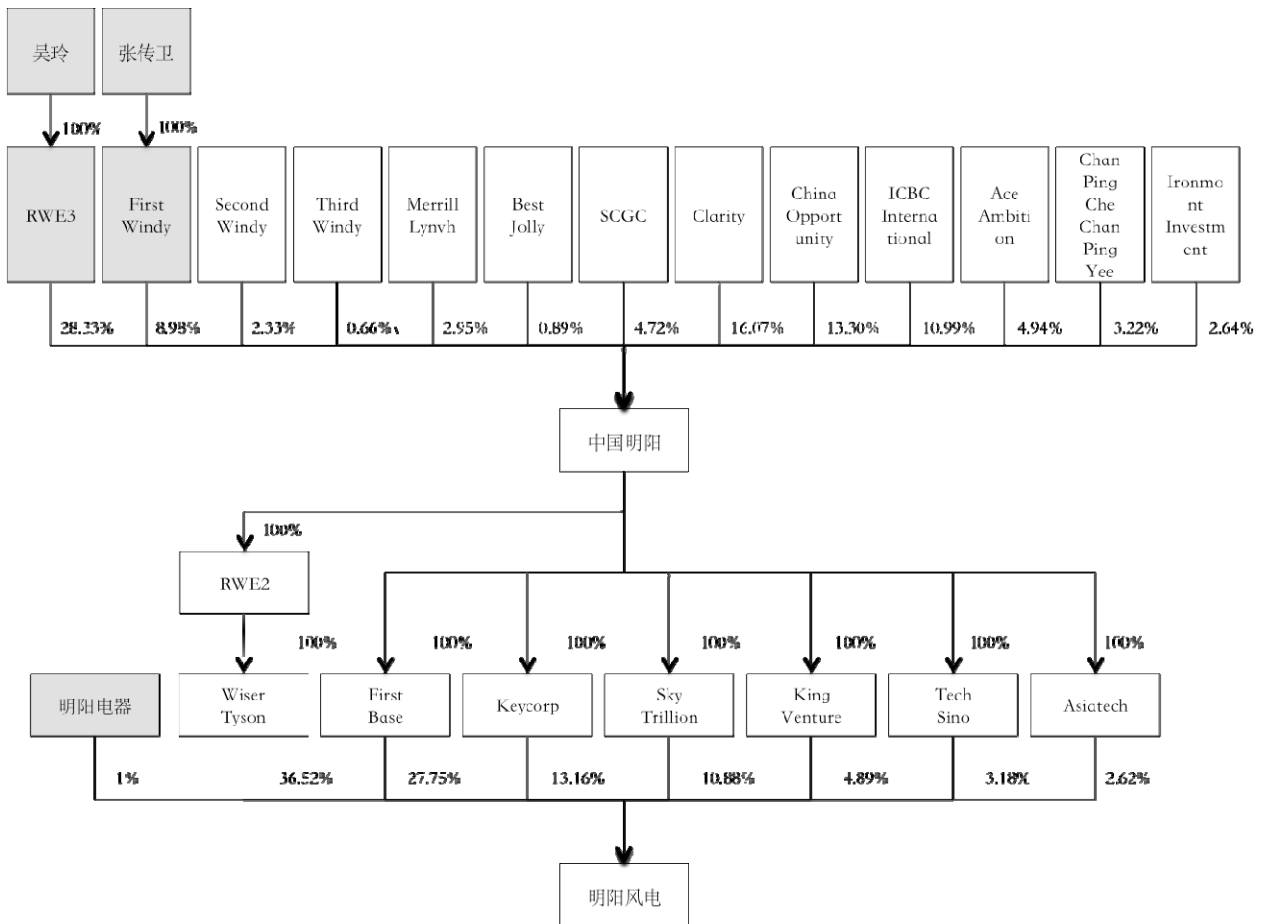 吴玲
张传卫
100%
100%
RWE3
First
Windy
Second
Windy
Third
Windy
Merrill
Lynvh
Best
Jolly
SCGC
Clarity
China
Opport
unity
ICBC
Interna
tional
Ace
Ambiti
on
Chan
Ping
Che
Chan
Ping
Yee
Ironmo
nt
Investm
ent
28.33%
8.98%
2.33%
0.66%
2.95%
0.89%
4.72%
16.07%
13.30%
10.99%
4.94%
3.22%
2.64%
中国明阳
100%
RWE2
100%
100%
100%
100%
100%
100%
100%
明阳电器
Wiser
Tyson
First
Base
Keycorp
Sky
Trillion
King
Venture
Tech
Sino
Asiatech
1%
36.52%
27.75%
13.16%
10.88%
4.89%
3.18%
2.62%
明阳风电